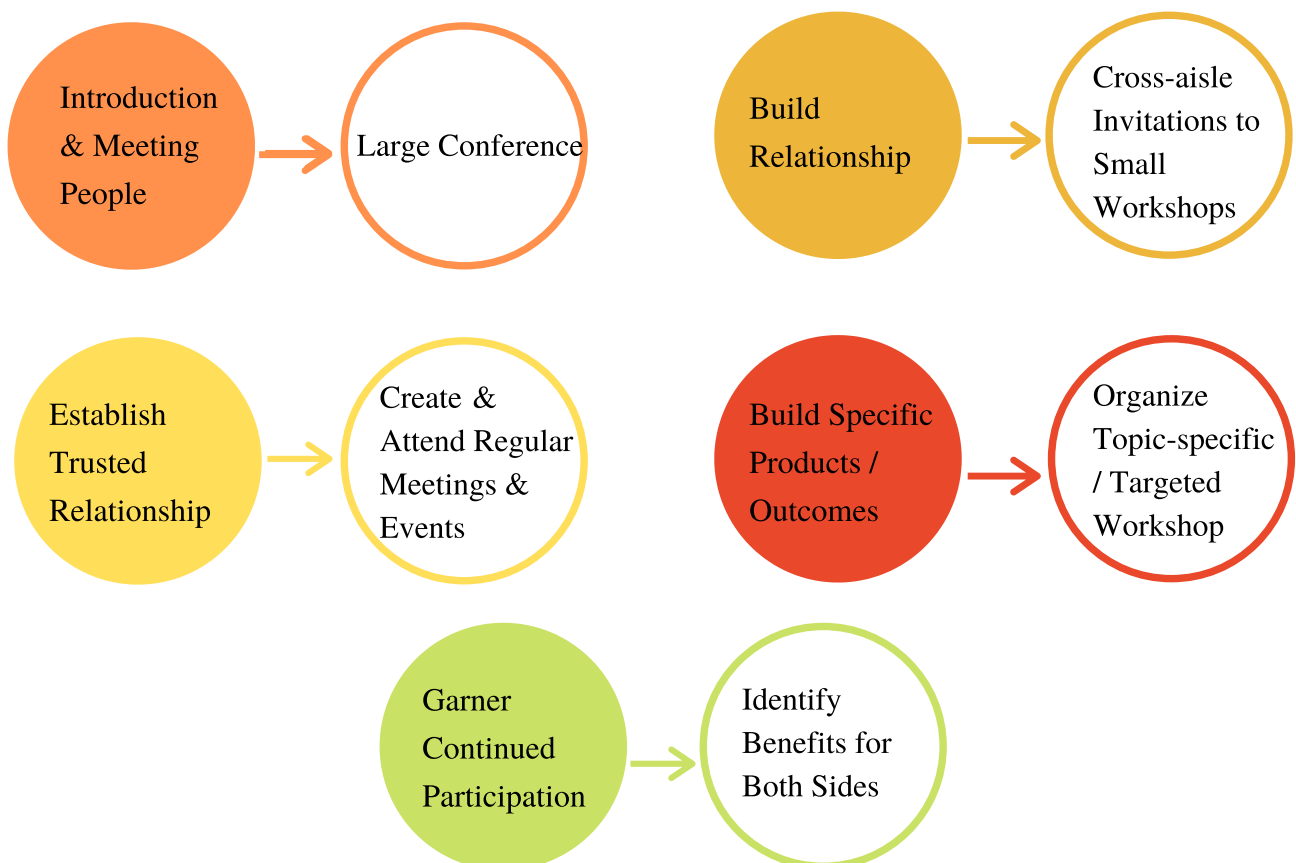 Introduction
& Meeting
People
Large Conference
Build
Relationship
Cross-aisle
Invitations to
Small
Workshops
Establish
Trusted
Relationship
Create &
Attend Regular
Meetings &
Events
Build Specific
Products /
Outcomes
Organize
Topic-specific
/ Targeted
Workshop
Garner
Continued
Participation
Identify
Benefits for
Both Sides